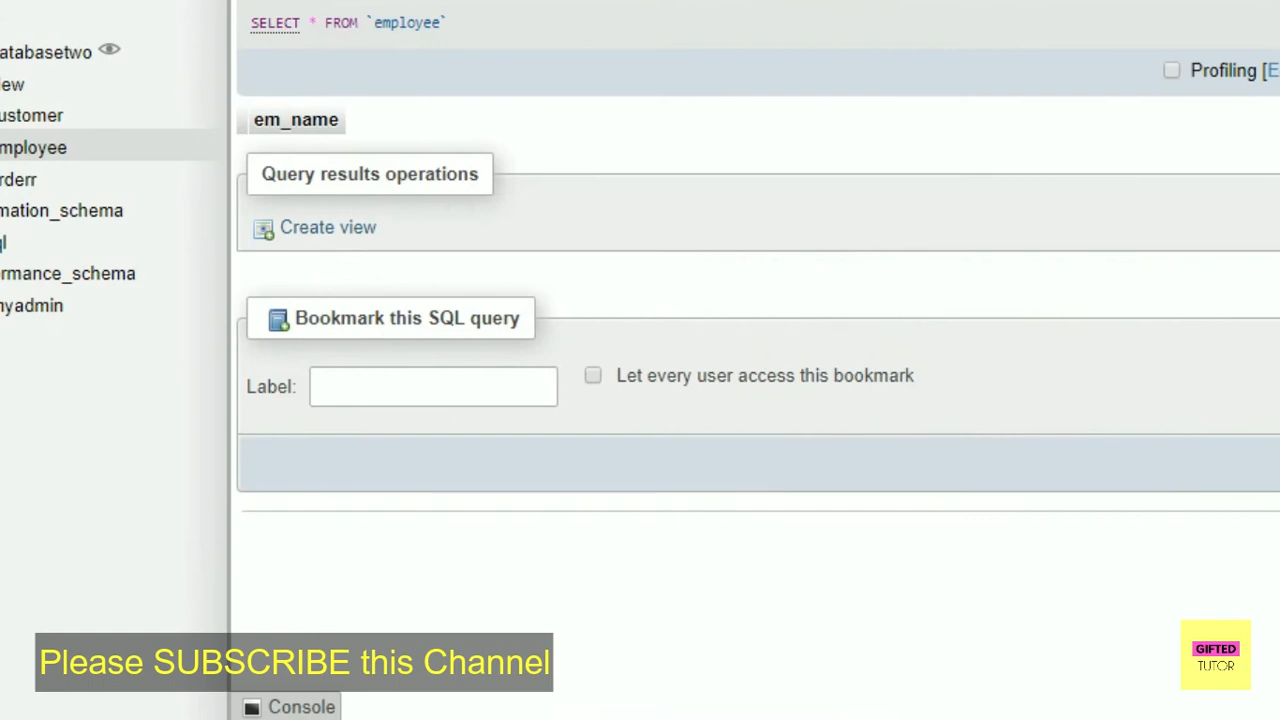 SELECT * FROM `employee`
atabasetwo
ew
ustomer
mployee
rderr
mation_schema
ql
rmance_schema
nyadmin
Profiling [E
em_name
Query results operations
Create view
Bookmark this SQL query
Label:
Let every user access this bookmark
Please SUBSCRIBE this Channel
GIFTED
TUTOR
Console